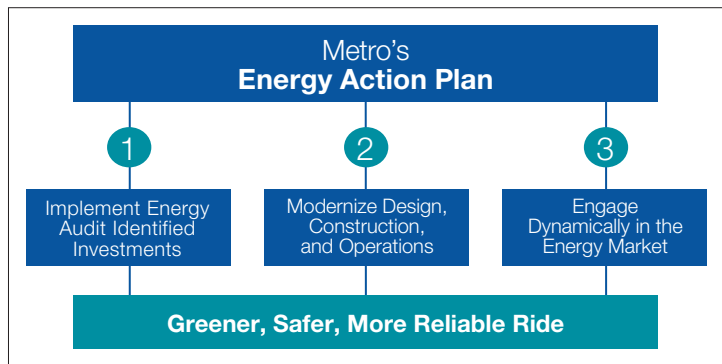 Metro’s
Energy Action Plan
1
2
3
Implement Energy
Audit Identified
Investments
Modernize Design,
Construction,
and Operations
Engage
Dynamically in the
Energy Market
Greener, Safer, More Reliable Ride